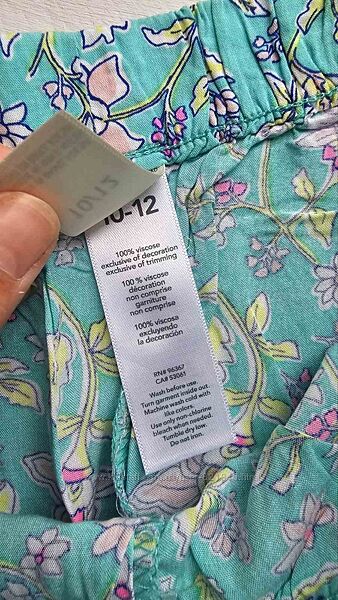 10/12
10-12
100% viscose
exclusive of decoration
exclusive of trimming
100 % viscose
décoration
non comprise
garniture
non comprise
100% viscosa
excluyendo
la decoración
RN# 96367
CA# 53061
Wash before use
Turn garment inside out.
Machine wash cold with
like colors.
Use only non-chlorine
bleach when needed.
Tumble dry low.
Do not iron.